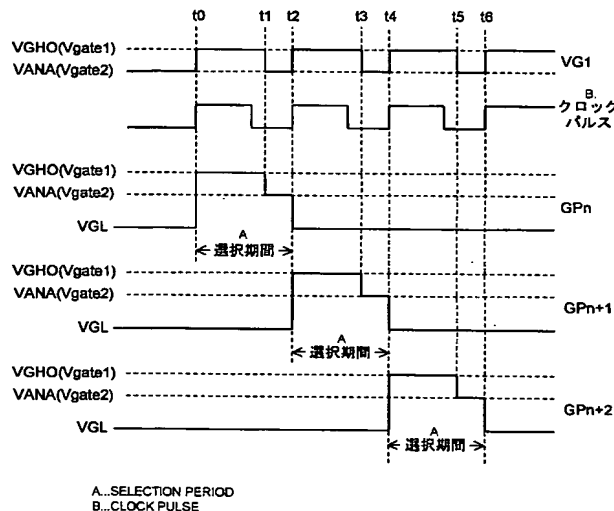 t0 t1 t2 t3 t4 t5 t6
VGHO(Vgate1)
VANA(Vgate2)
VG1
B.
クロック
パルス
VGHO(Vgate1)
VANA(Vgate2)
VGL
GPn
A
選択期間
VGHO(Vgate1)
VANA(Vgate2)
VGL
GPn+1
A
選択期間
VGHO(Vgate1)
VANA(Vgate2)
VGL
GPn+2
A
選択期間
A...SELECTION PERIOD
B...CLOCK PULSE